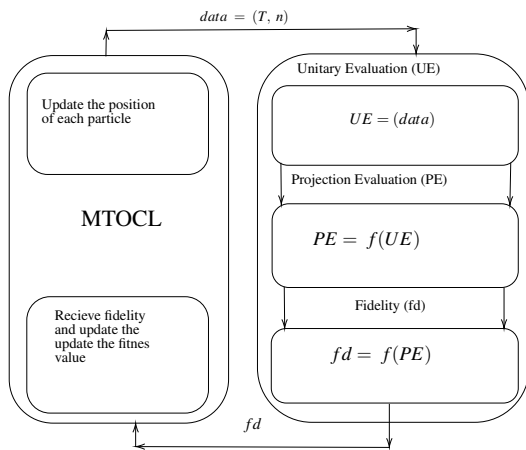 data = (T, n)
Update the position
of each particle
MTOCL
Recieve fidelity
and update the
update the fitnes
value
Unitary Evaluation (UE)
UE = (data)
Projection Evaluation (PE)
PE = f(UE)
Fidelity (fd)
fd = f(PE)
fd